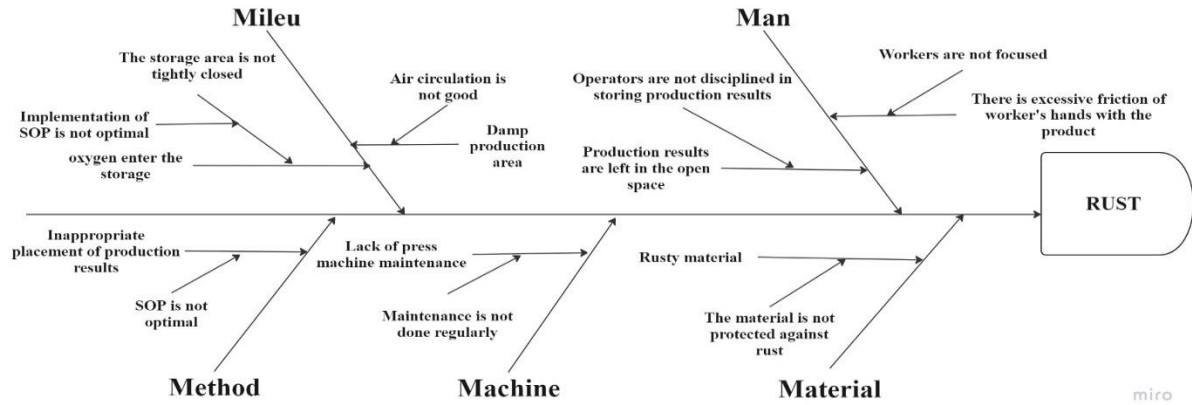 Mileu
Man
The storage area is not
tightly closed
Air circulation is
not good
Implementation of
SOP is not optimal
Damp
production
area
oxygen enter the
storage
Workers are not focused
Operators are not disciplined in
storing production results
There is excessive friction of
worker's hands with the
product
Production results
are left in the open
space
RUST
Inappropriate
placement of production
results
SOP is not
optimal
Lack of press
machine maintenance
Maintenance is not
done regularly
Rusty material
The material is not
protected against
rust
Method
Machine
Material
miro